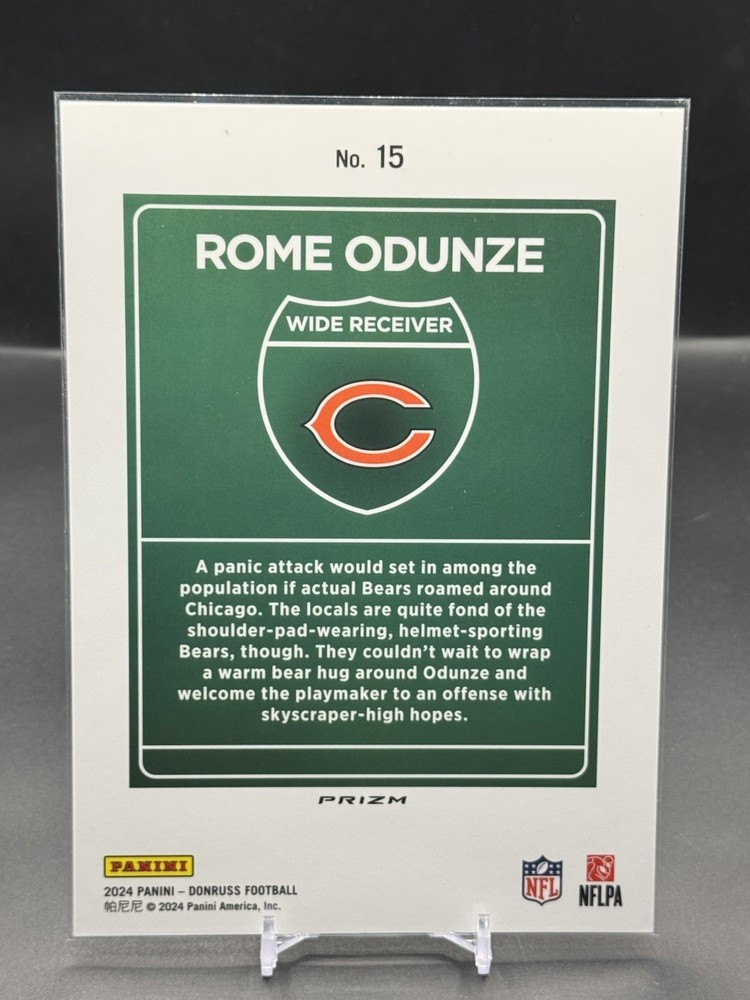 No. 15
ROME ODUNZE
WIDE RECEIVER
C
A panic attack would set in among the
population if actual Bears roamed around
Chicago. The locals are quite fond of the
shoulder-pad-wearing, helmet-sporting
Bears, though. They couldn't wait to wrap
a warm bear hug around Odunze and
welcome the playmaker to an offense with
skyscraper-high hopes.
PRIZM
PANINI
2024 PANINI – DONRUSS FOOTBALL
帕尼尼 © 2024 Panini America, Inc.
NFL
NFLPA